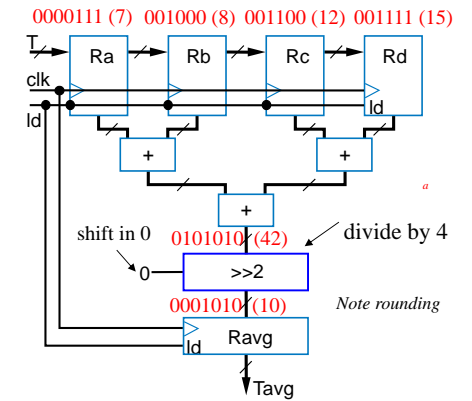 0000111 (7) 001000 (8) 001100 (12) 001111 (15)
T Ra Rb Rc Rd
clk
ld ld
+ +
a
+
shift in 0 0101010 (42) divide by 4
0 >>2
0001010 (10) Note rounding
Ravg
ld
Tavg